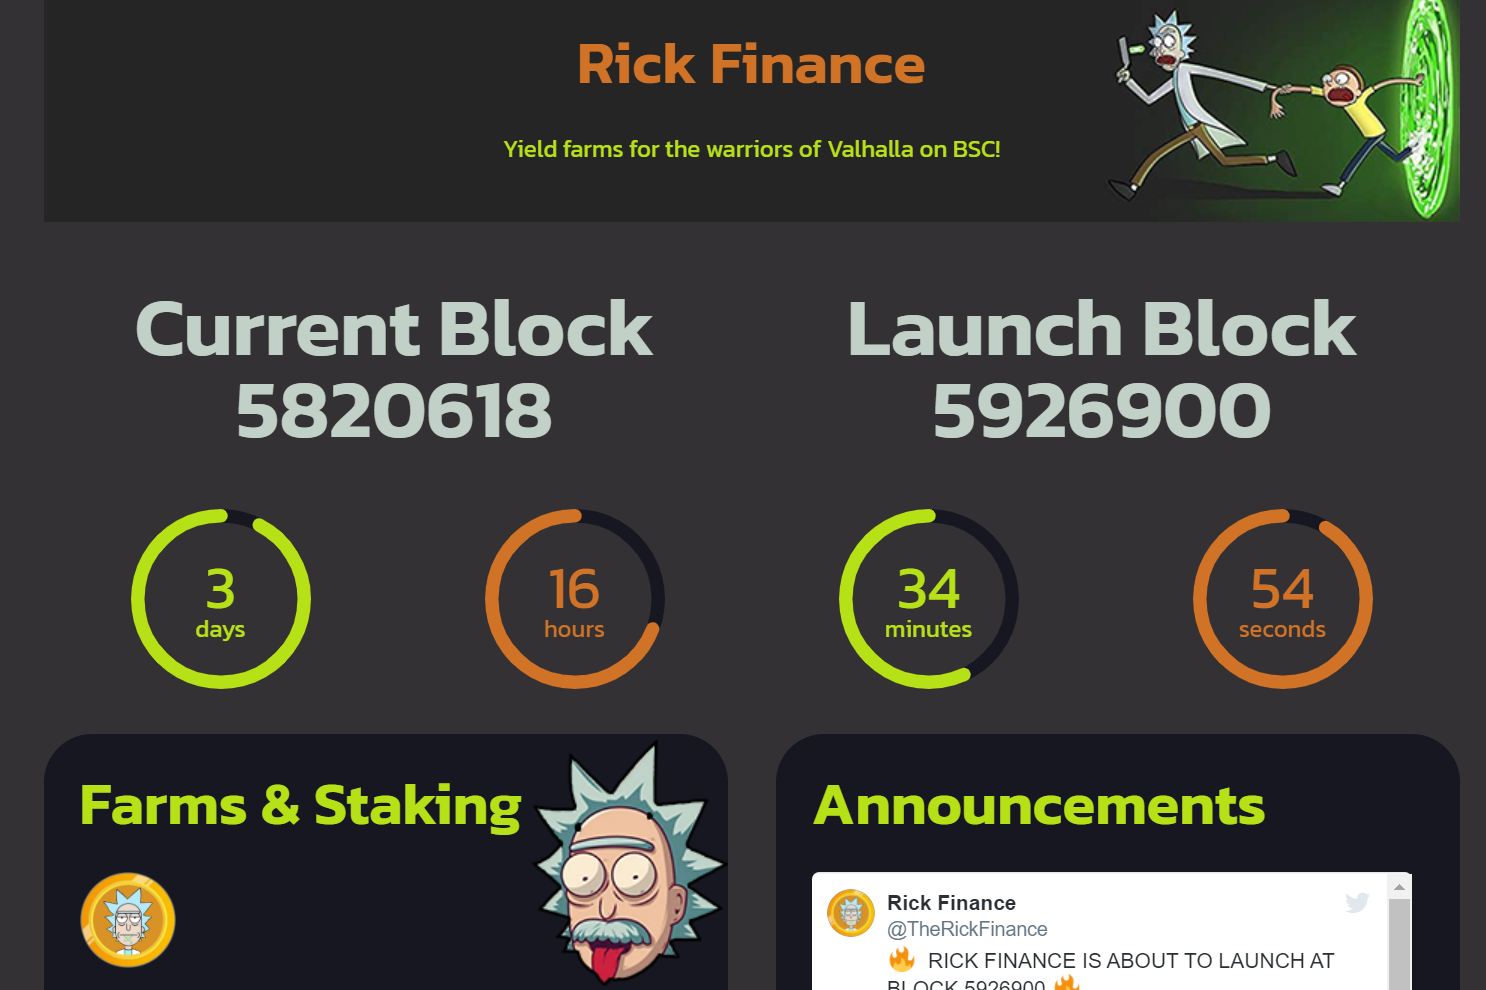 Rick Finance
Yield farms for the warriors of Valhalla on BSC!
Current Block
5820618
Launch Block
5926900
3
days
16
hours
34
minutes
54
seconds
Farms & Staking
Announcements
Rick Finance
@TheRickFinance
🔥 RICK FINANCE IS ABOUT TO LAUNCH AT
BLOCK 5926900 🔥